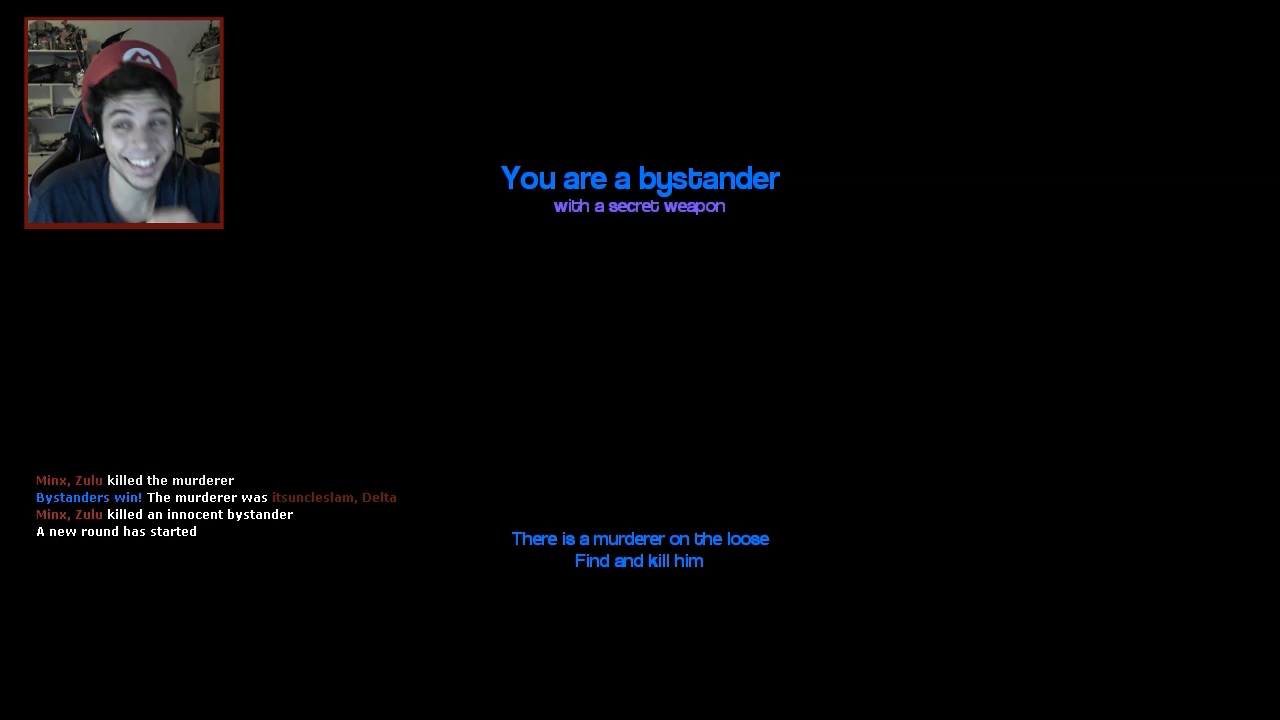 You are a bystander
with a secret weapon
Minx, Zulu killed the murderer
Bystanders win! The murderer was itsuncleslam, Delta
Minx, Zulu killed an innocent bystander
A new round has started
There is a murderer on the loose
Find and kill him